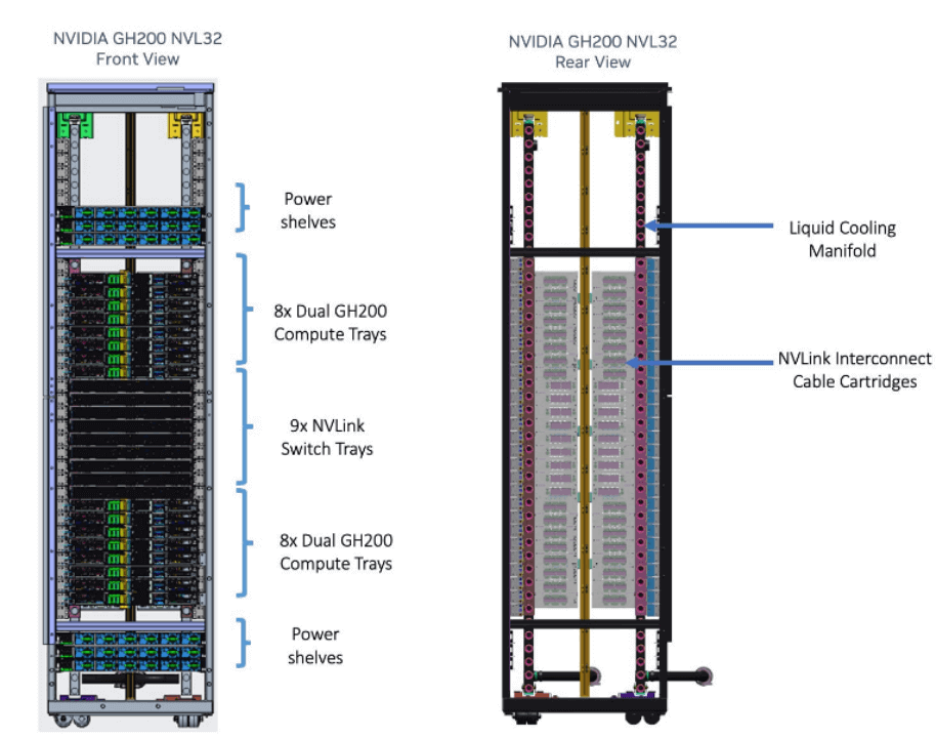 NVIDIA GH200 NVL32
Front View
Power
shelves
8x Dual GH200
Compute Trays
9x NVLink
Switch Trays
8x Dual GH200
Compute Trays
Power
shelves
NVIDIA GH200 NVL32
Rear View
Liquid Cooling
Manifold
NVLink Interconnect
Cable Cartridges